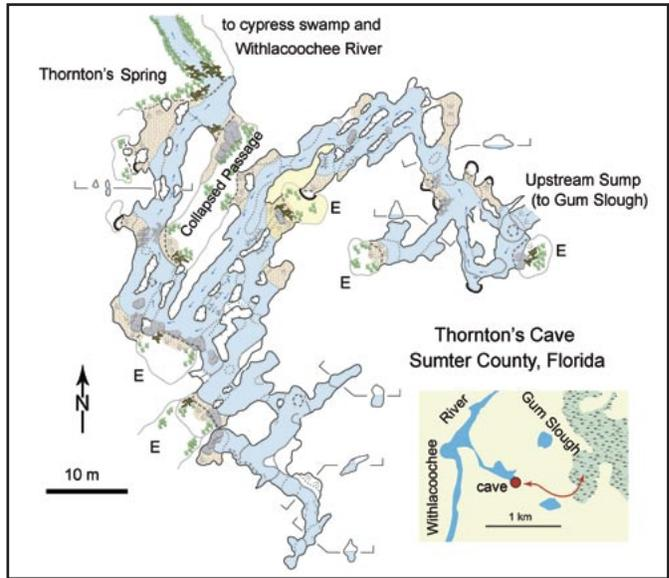 to cypress swamp and
Withlacoochee River
Thornton's Spring
Collapsed Passage
Upstream Sump
(to Gum Slough)
E
E
E
E
E
N
10 m
Thornton's Cave
Sumter County, Florida
Withlacoochee
River
Gum Slough
cave
1 km